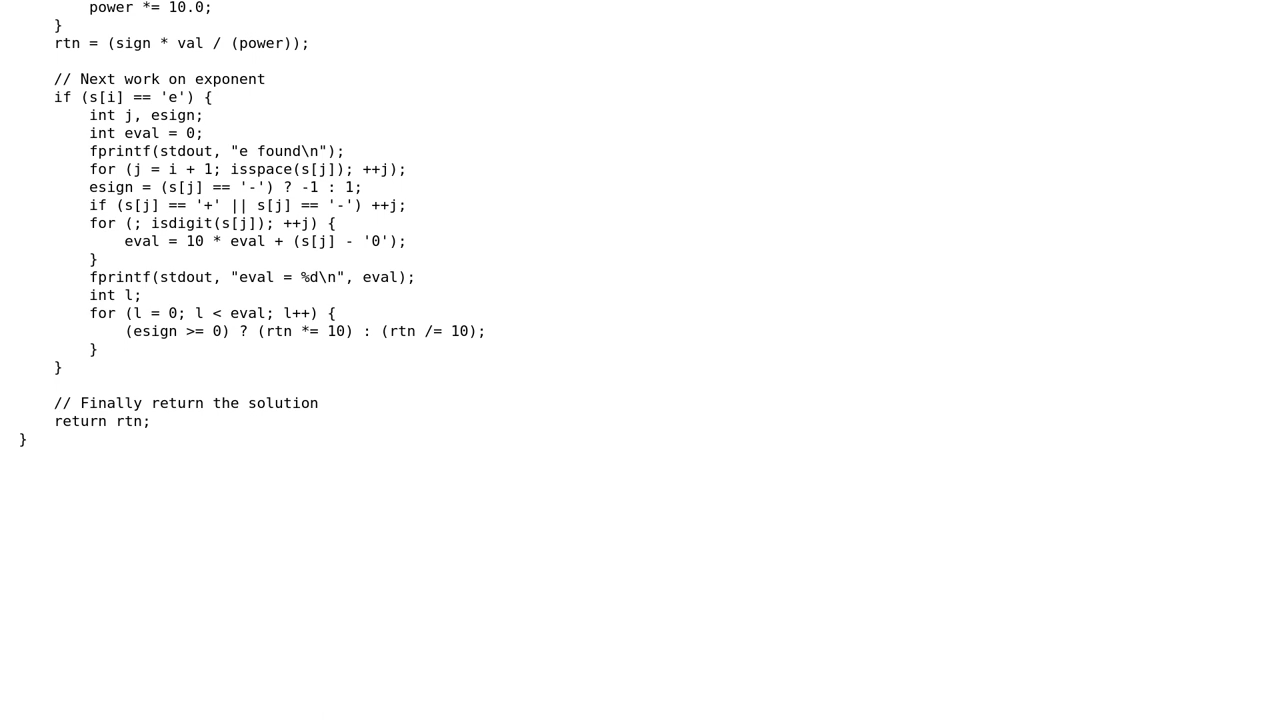 power *= 10.0;
    }
    rtn = (sign * val / (power));

    // Next work on exponent
    if (s[i] == 'e') {
        int j, esign;
        int eval = 0;
        fprintf(stdout, "e found\n");
        for (j = i + 1; isspace(s[j]); ++j);
        esign = (s[j] == '-') ? -1 : 1;
        if (s[j] == '+' || s[j] == '-') ++j;
        for (; isdigit(s[j]); ++j) {
            eval = 10 * eval + (s[j] - '0');
        }
        fprintf(stdout, "eval = %d\n", eval);
        int l;
        for (l = 0; l < eval; l++) {
            (esign >= 0) ? (rtn *= 10) : (rtn /= 10);
        }
    }

    // Finally return the solution
    return rtn;
}